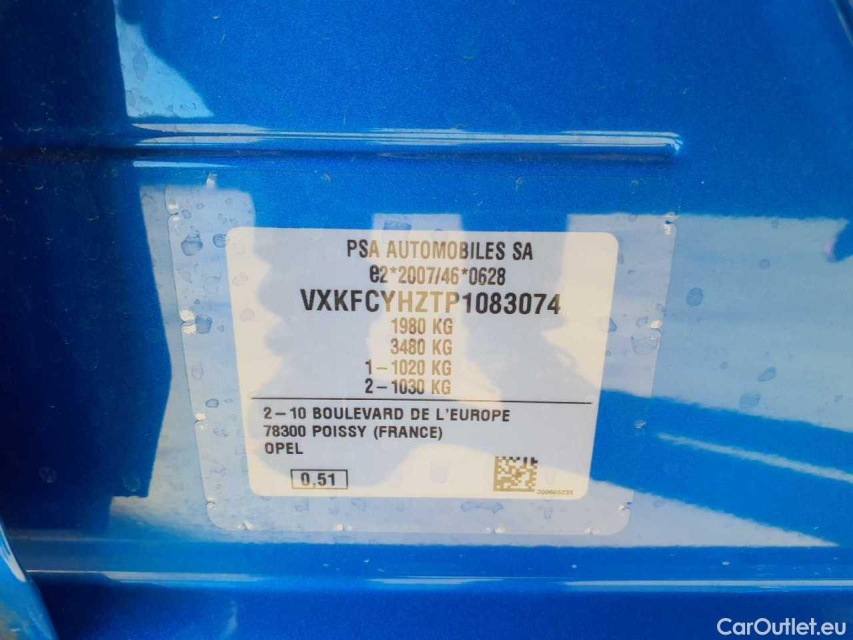 PSA AUTOMOBILES SA
e2*2007/46*0628
VXKFCYHZTP1083074
1980 KG
3480 KG
1-1020 KG
2-1030 KG
2-10 BOULEVARD DE L'EUROPE
78300 POISSY (FRANCE)
OPEL
0,51
CarOutlet.eu